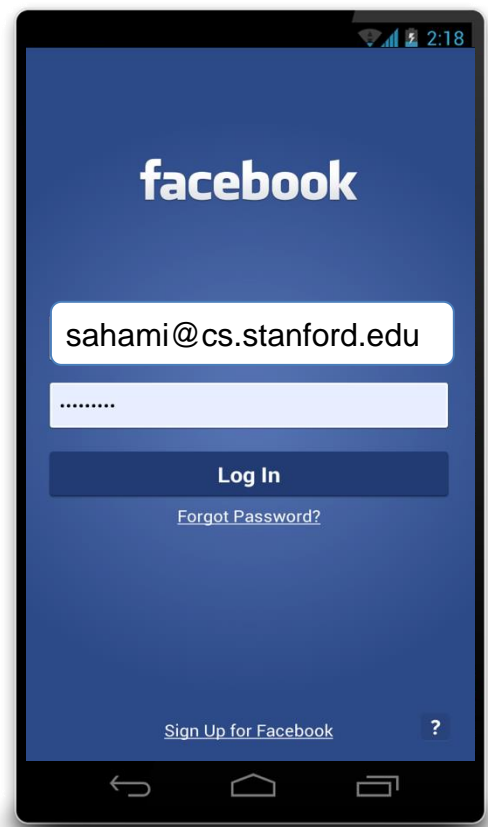 2:18
facebook
sahami@cs.stanford.edu
•••••••••
Log In
Forgot Password?
Sign Up for Facebook
?